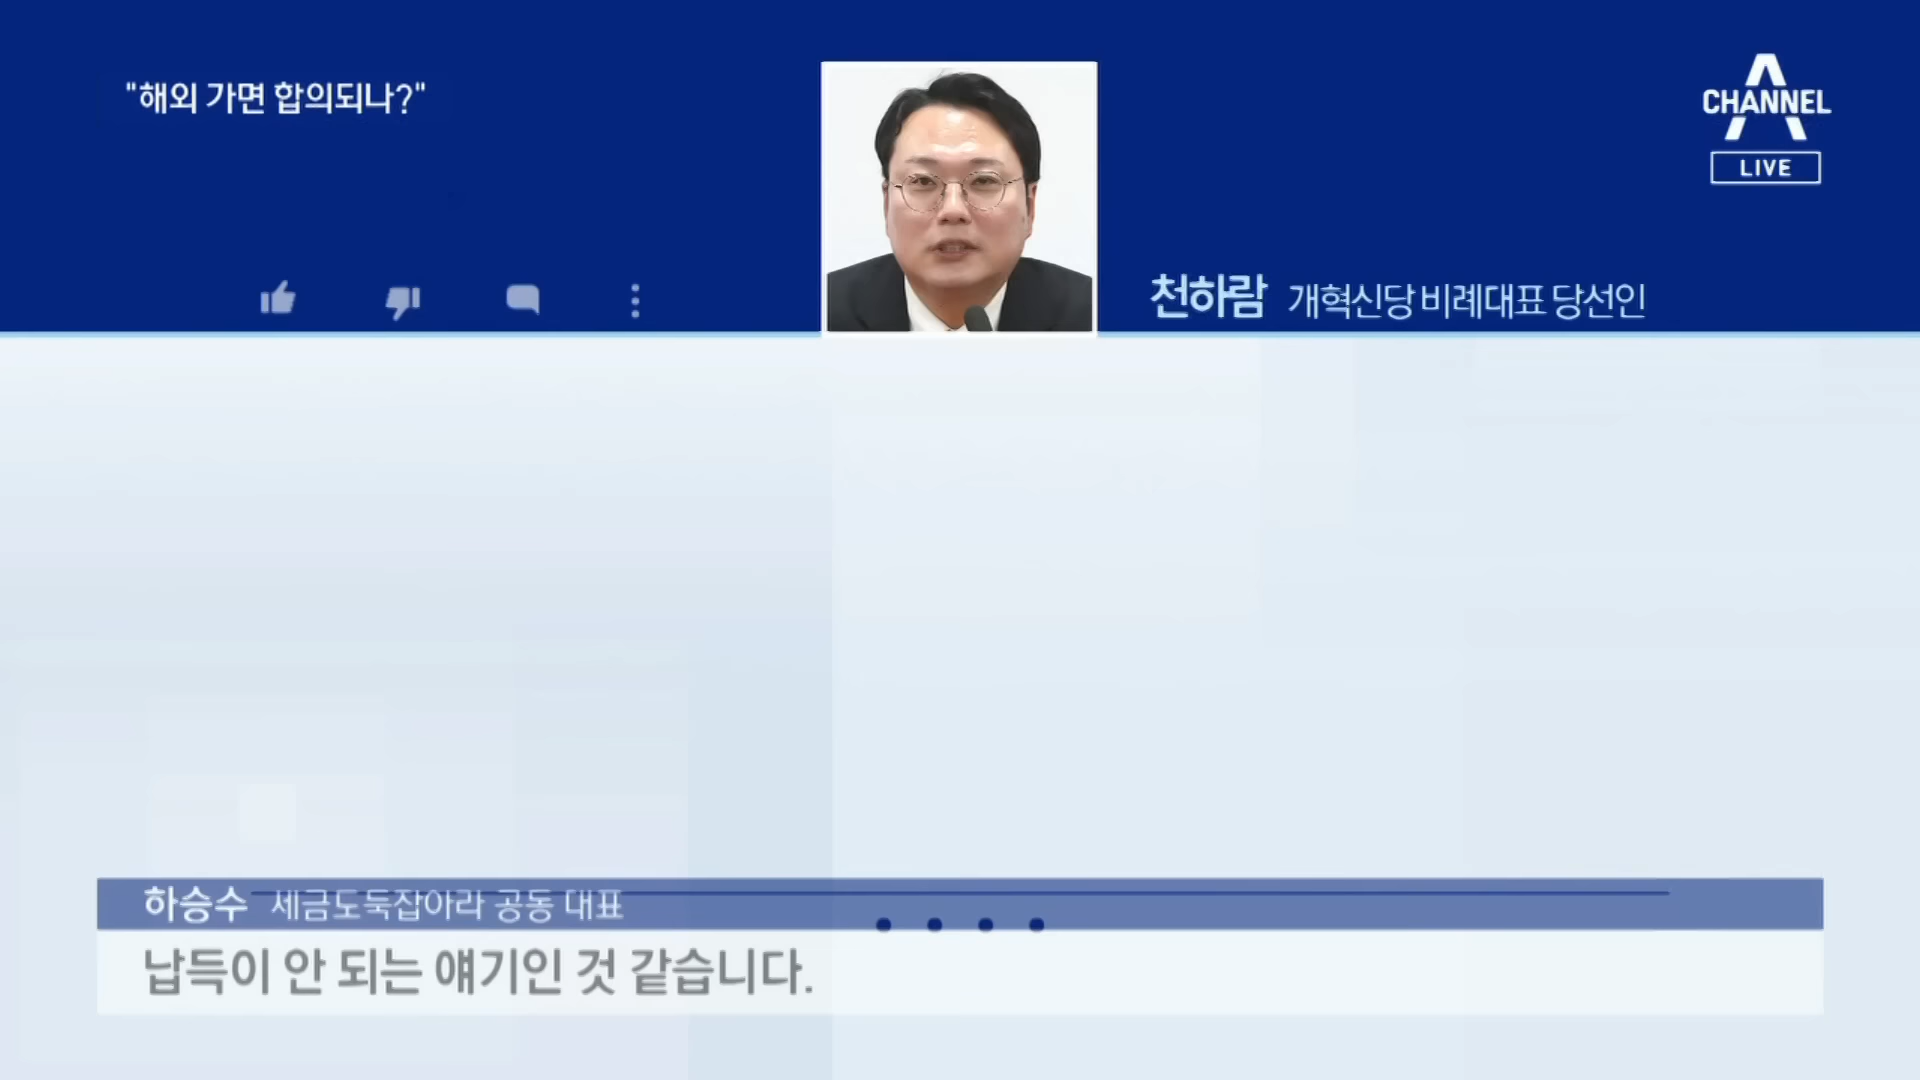 "해외 가면 합의되나?"
CHANNEL A
LIVE
천하람 개혁신당 비례대표 당선인
하승수 세금도둑잡아라 공동 대표
납득이 안 되는 얘기인 것 같습니다.